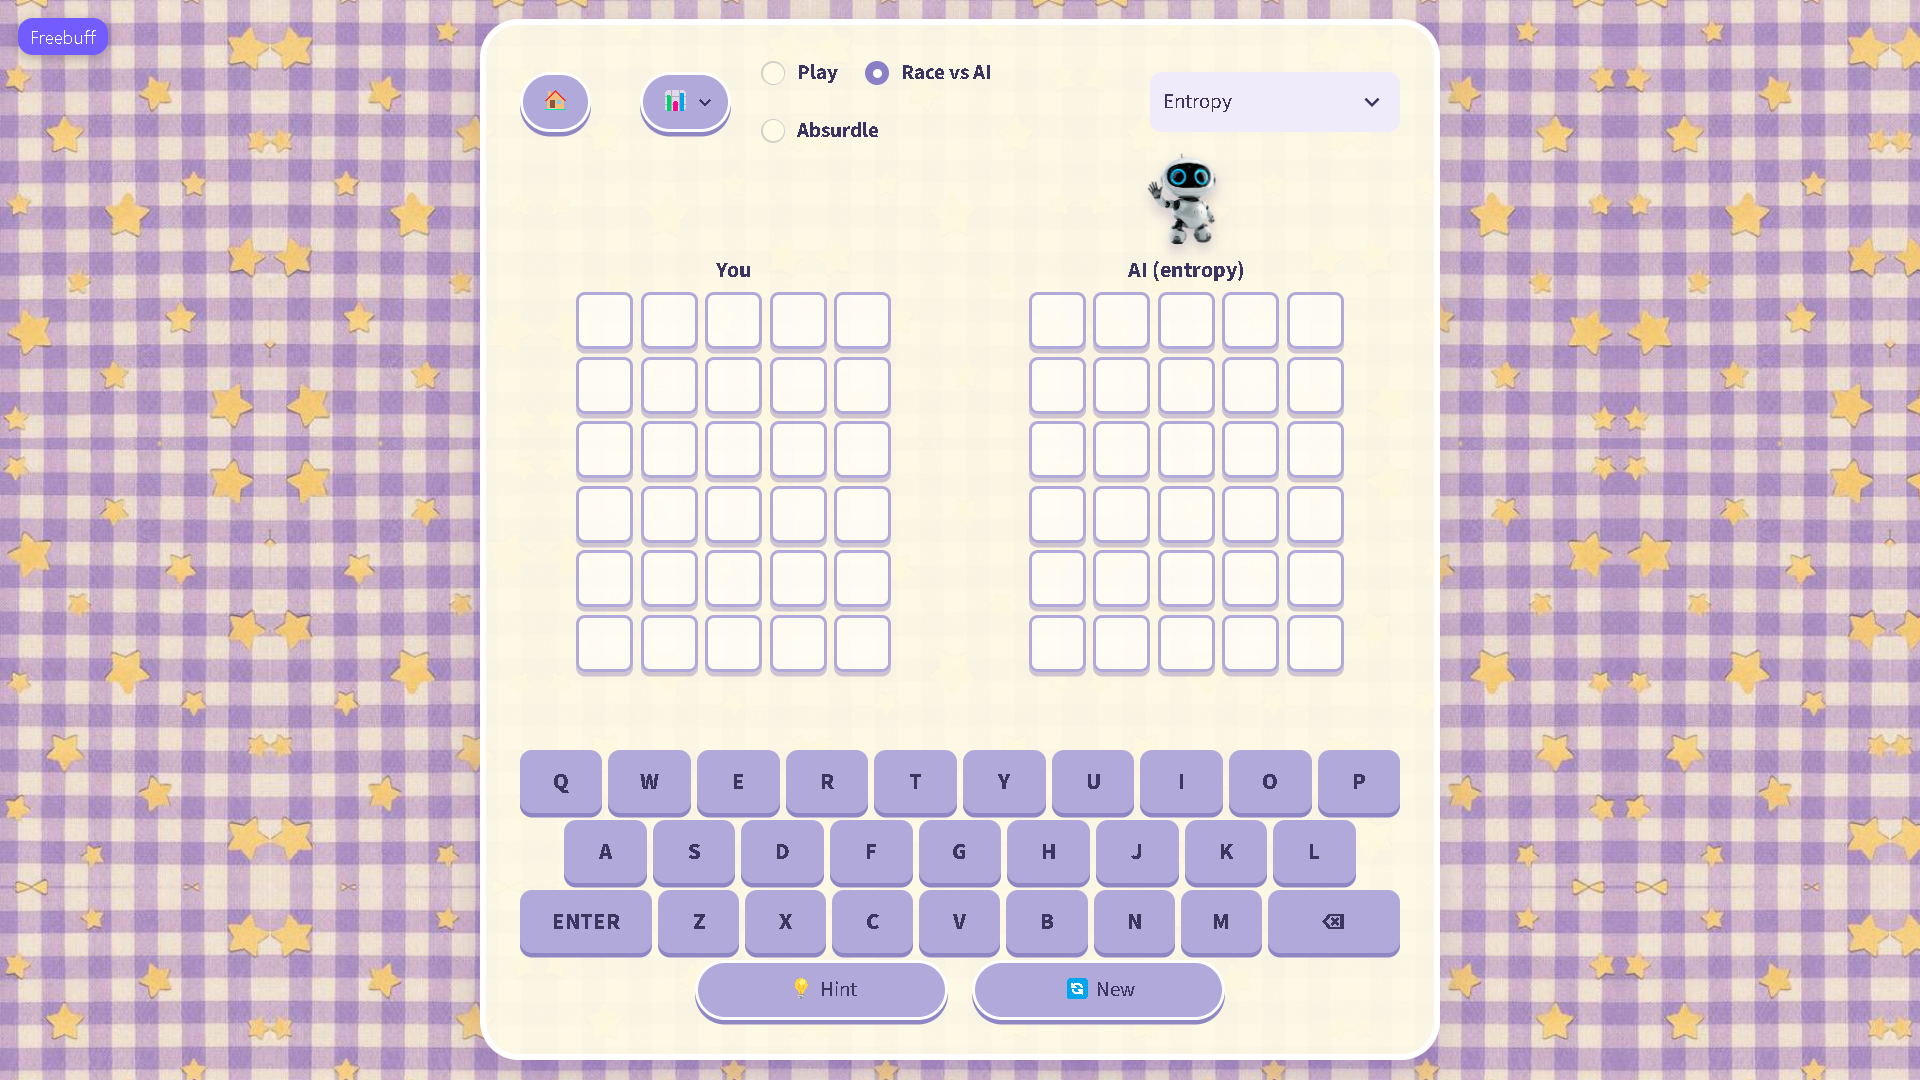 Freebuff
Play
Race vs AI
Absurdle
Entropy
You
AI (entropy)
Q W E R T Y U I O P
A S D F G H J K L
ENTER Z X C V B N M
Hint
New